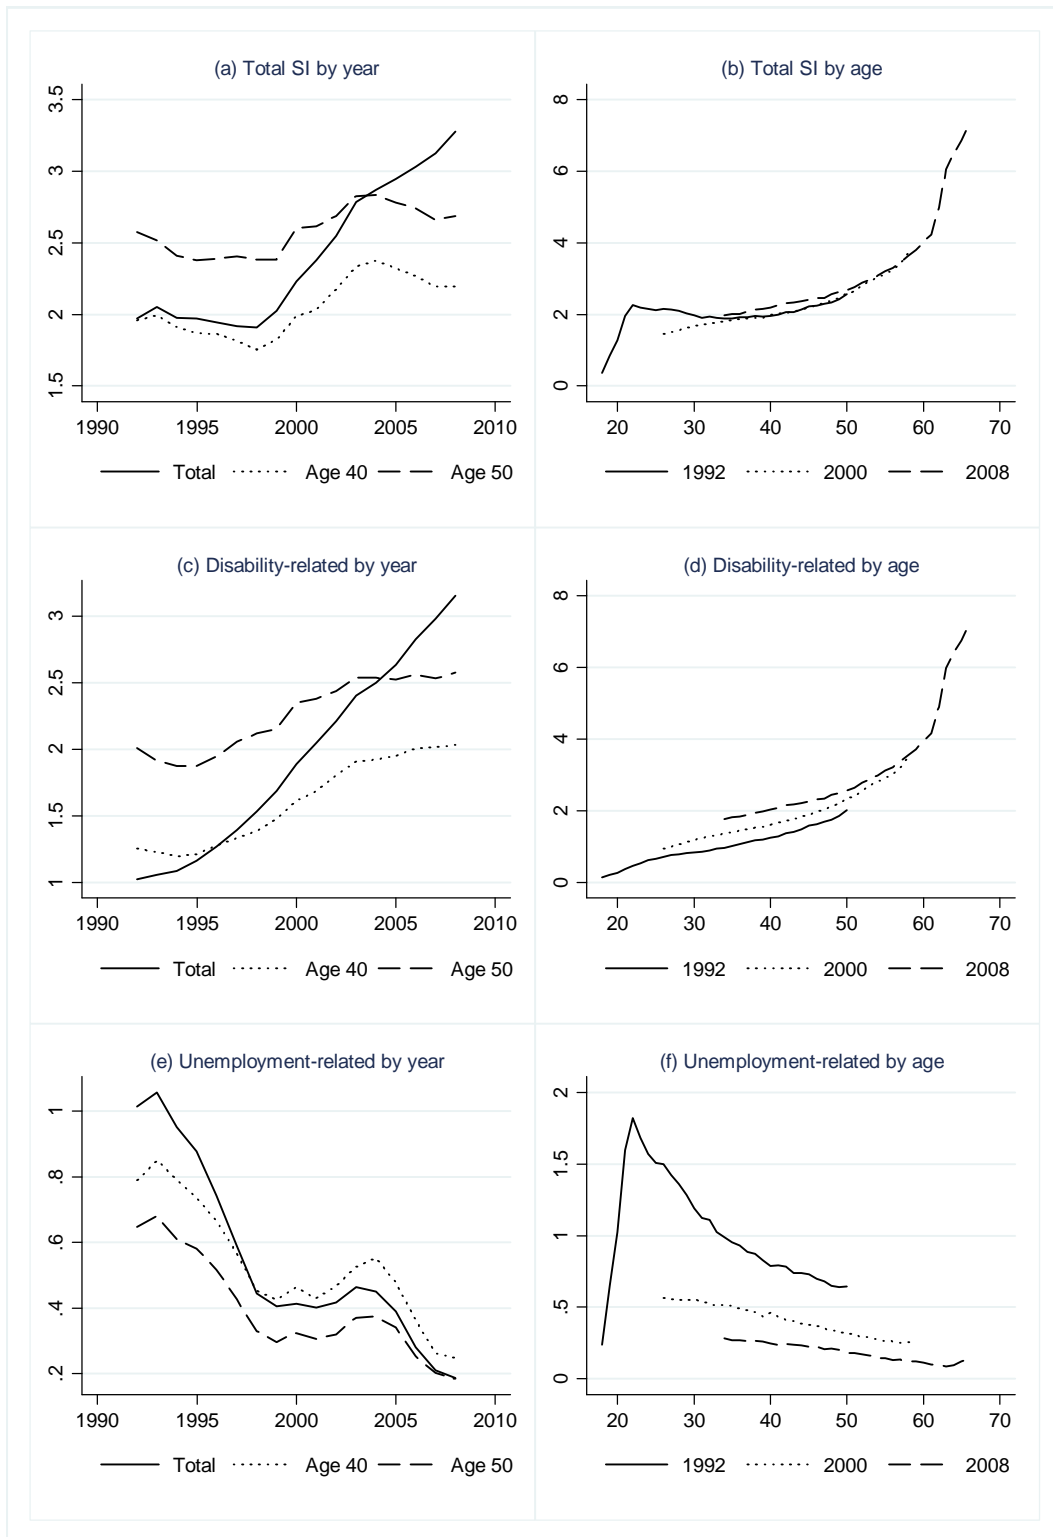 (a) Total SI by year
3.5
3
2.5
2
1.5
1990 1995 2000 2005 2010
Total Age 40 Age 50
(b) Total SI by age
8
6
4
2
0
20 30 40 50 60 70
1992 2000 2008
(c) Disability-related by year
3
2.5
2
1.5
1
1990 1995 2000 2005 2010
Total Age 40 Age 50
(d) Disability-related by age
8
6
4
2
0
20 30 40 50 60 70
1992 2000 2008
(e) Unemployment-related by year
1
.8
.6
.4
.2
1990 1995 2000 2005 2010
Total Age 40 Age 50
(f) Unemployment-related by age
2
1.5
1
.5
0
20 30 40 50 60 70
1992 2000 2008